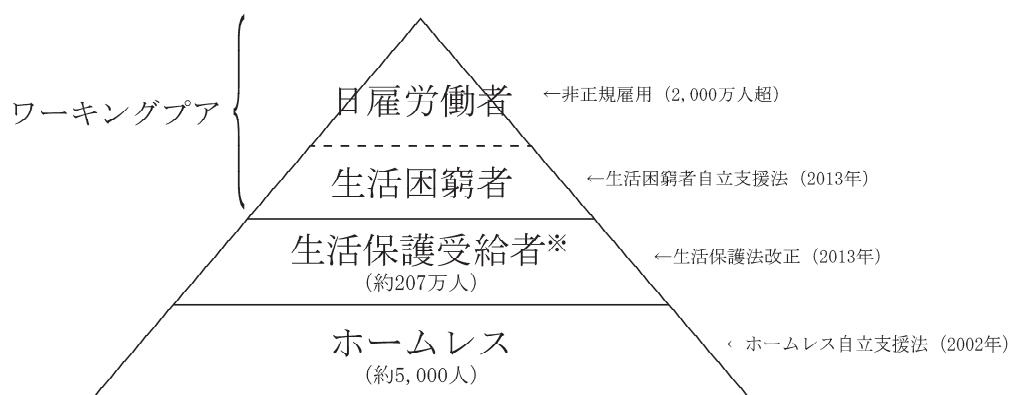 日雇労働者
←非正規雇用（2,000万人超）
ワーキングプア
生活困窮者
←生活困窮者自立支援法（2013年）
生活保護受給者※
（約207万人）
←生活保護法改正（2013年）
ホームレス
（約5,000人）
‹ ホームレス自立支援法（2002年）